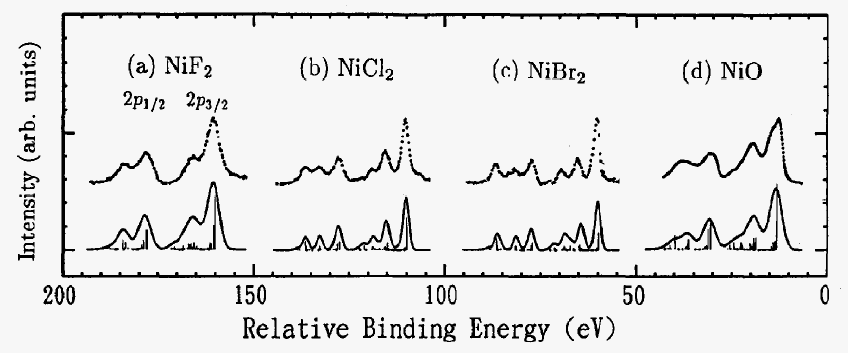 (a) NiF₂ (b) NiCl₂ (c) NiBr₂ (d) NiO
2p₁/₂ 2p₃/₂
Intensity (arb. units)
200 150 100 50 0
Relative Binding Energy (eV)